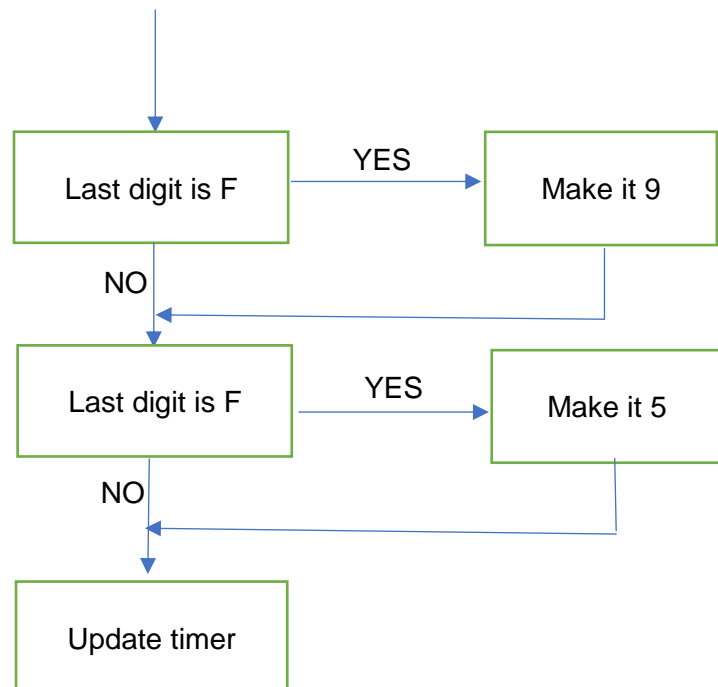 Last digit is F
YES
Make it 9
NO
Last digit is F
YES
Make it 5
NO
Update timer